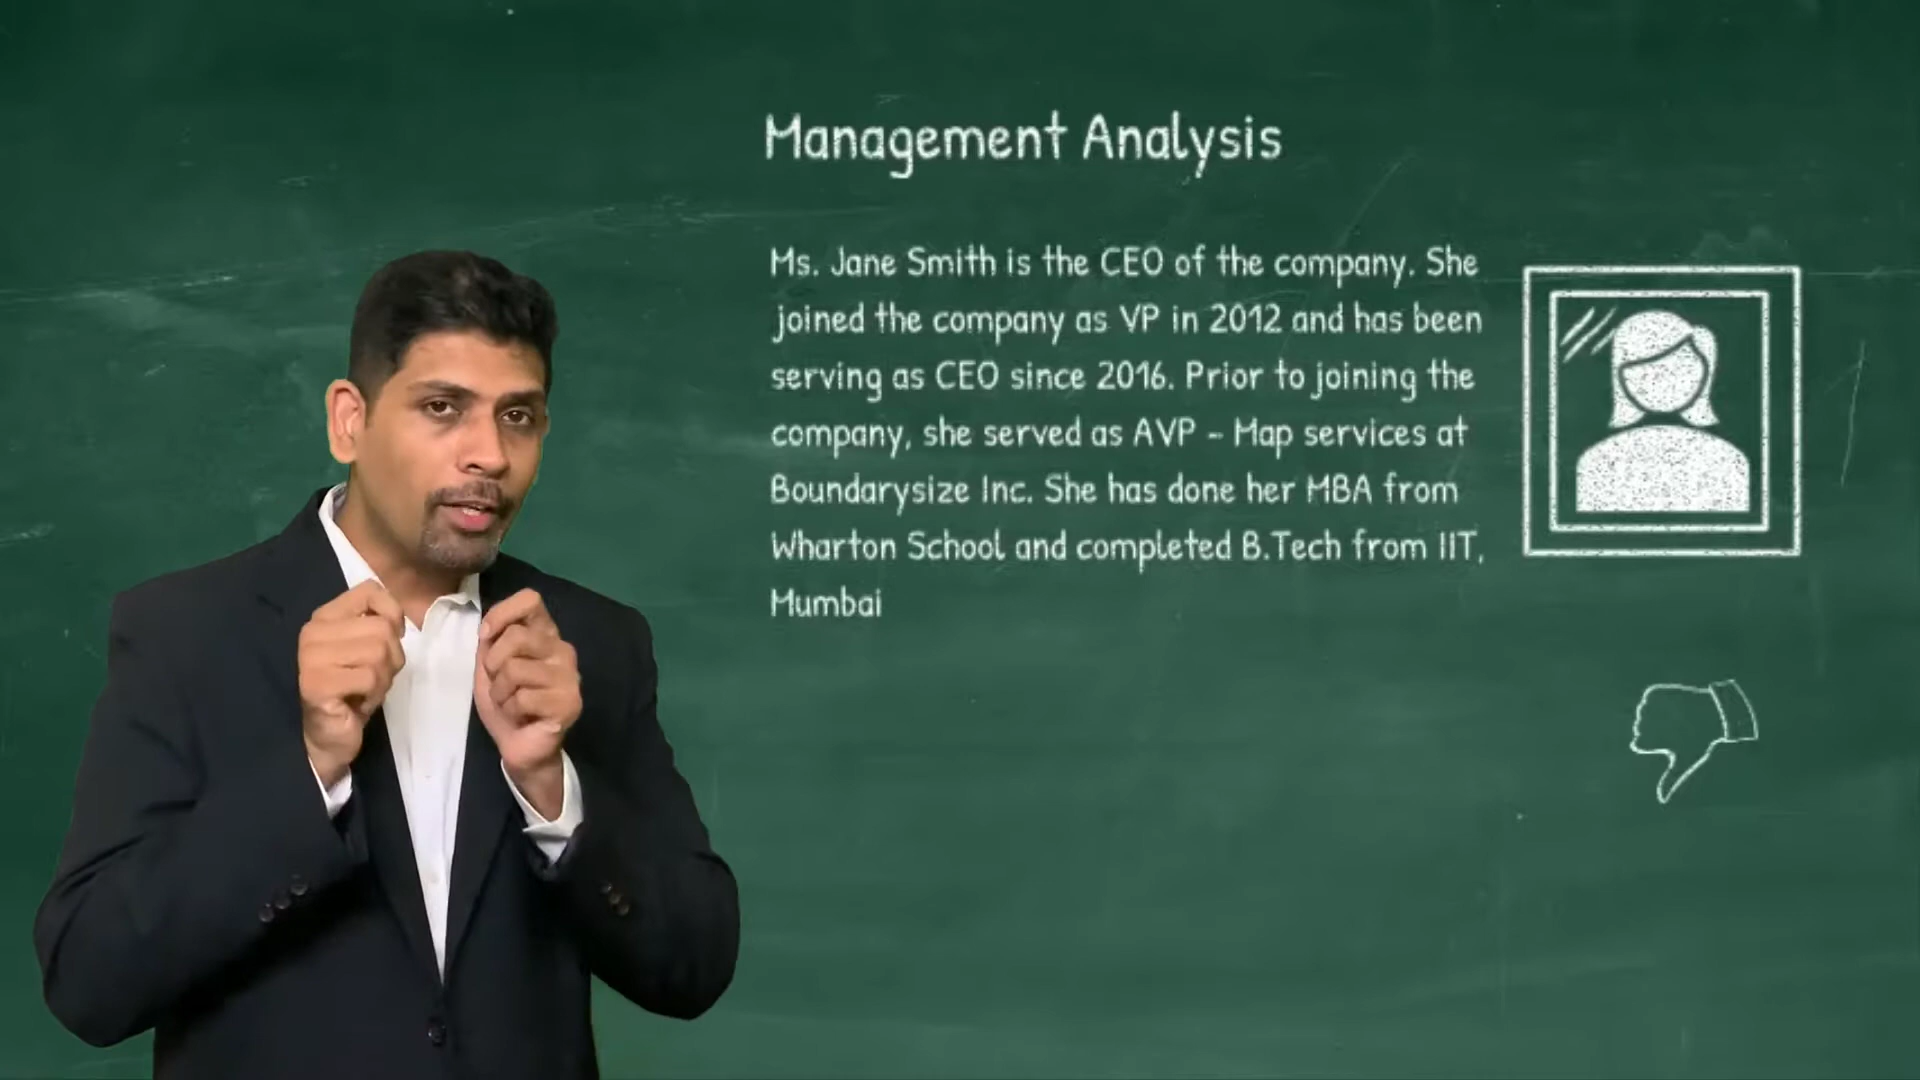 Management Analysis
Ms. Jane Smith is the CEO of the company. She
joined the company as VP in 2012 and has been
serving as CEO since 2016. Prior to joining the
company, she served as AVP - Map services at
Boundarysize Inc. She has done her MBA from
Wharton School and completed B.Tech from IIT,
Mumbai